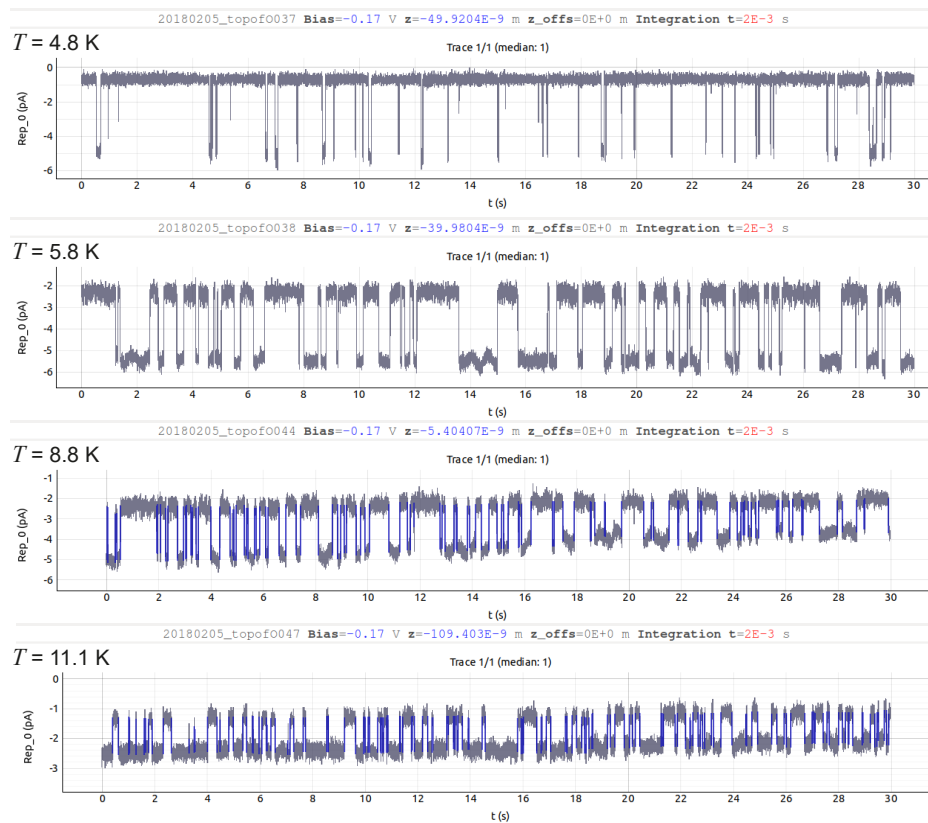 20180205_topofO037 Bias=-0.17 V z=-49.9204E-9 m z_offs=0E+0 m Integration t=2E-3 s
T = 4.8 K
Trace 1/1 (median: 1)
Rep_0 (pA)
0
-2
-4
-6
0 2 4 6 8 10 12 14 16 18 20 22 24 26 28 30
t (s)
20180205_topofO038 Bias=-0.17 V z=-39.9804E-9 m z_offs=0E+0 m Integration t=2E-3 s
T = 5.8 K
Trace 1/1 (median: 1)
Rep_0 (pA)
-2
-3
-4
-5
-6
0 2 4 6 8 10 12 14 16 18 20 22 24 26 28 30
t (s)
20180205_topofO044 Bias=-0.17 V z=-5.40407E-9 m z_offs=0E+0 m Integration t=2E-3 s
T = 8.8 K
Trace 1/1 (median: 1)
Rep_0 (pA)
-1
-2
-3
-4
-5
-6
0 2 4 6 8 10 12 14 16 18 20 22 24 26 28 30
t (s)
20180205_topofO047 Bias=-0.17 V z=-109.403E-9 m z_offs=0E+0 m Integration t=2E-3 s
T = 11.1 K
Trace 1/1 (median: 1)
Rep_0 (pA)
0
-1
-2
-3
0 2 4 6 8 10 12 14 16 18 20 22 24 26 28 30
t (s)